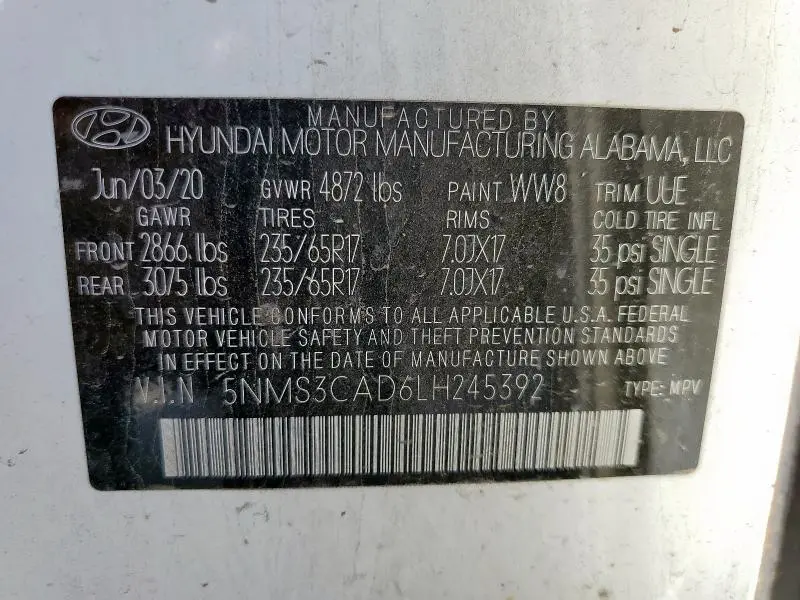 MANUFACTURED BY
HYUNDAI MOTOR MANUFACTURING ALABAMA, LLC
Jun/03/20 GVWR 4872 lbs PAINT WW8 TRIM UUE
GAWR TIRES RIMS COLD TIRE INFL
FRONT 2866 lbs 235/65R17 7.0JX17 35 psi SINGLE
REAR 3075 lbs 235/65R17 7.0JX17 35 psi SINGLE
THIS VEHICLE CONFORMS TO ALL APPLICABLE U.S.A. FEDERAL
MOTOR VEHICLE SAFETY AND THEFT PREVENTION STANDARDS
IN EFFECT ON THE DATE OF MANUFACTURE SHOWN ABOVE.
V.I.N 5NMS3CAD6LH245392 TYPE: MPV